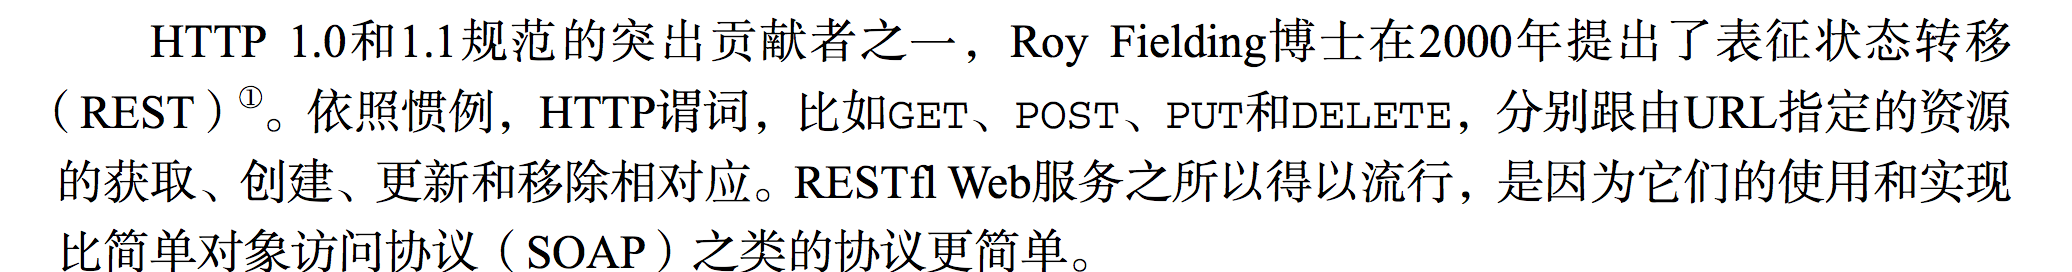 HTTP 1.0和1.1规范的突出贡献者之一，Roy Fielding博士在2000年提出了表征状态转移
（REST）①。依照惯例，HTTP谓词，比如GET、POST、PUT和DELETE，分别跟由URL指定的资源
的获取、创建、更新和移除相对应。RESTfl Web服务之所以得以流行，是因为它们的使用和实现
比简单对象访问协议（SOAP）之类的协议更简单。